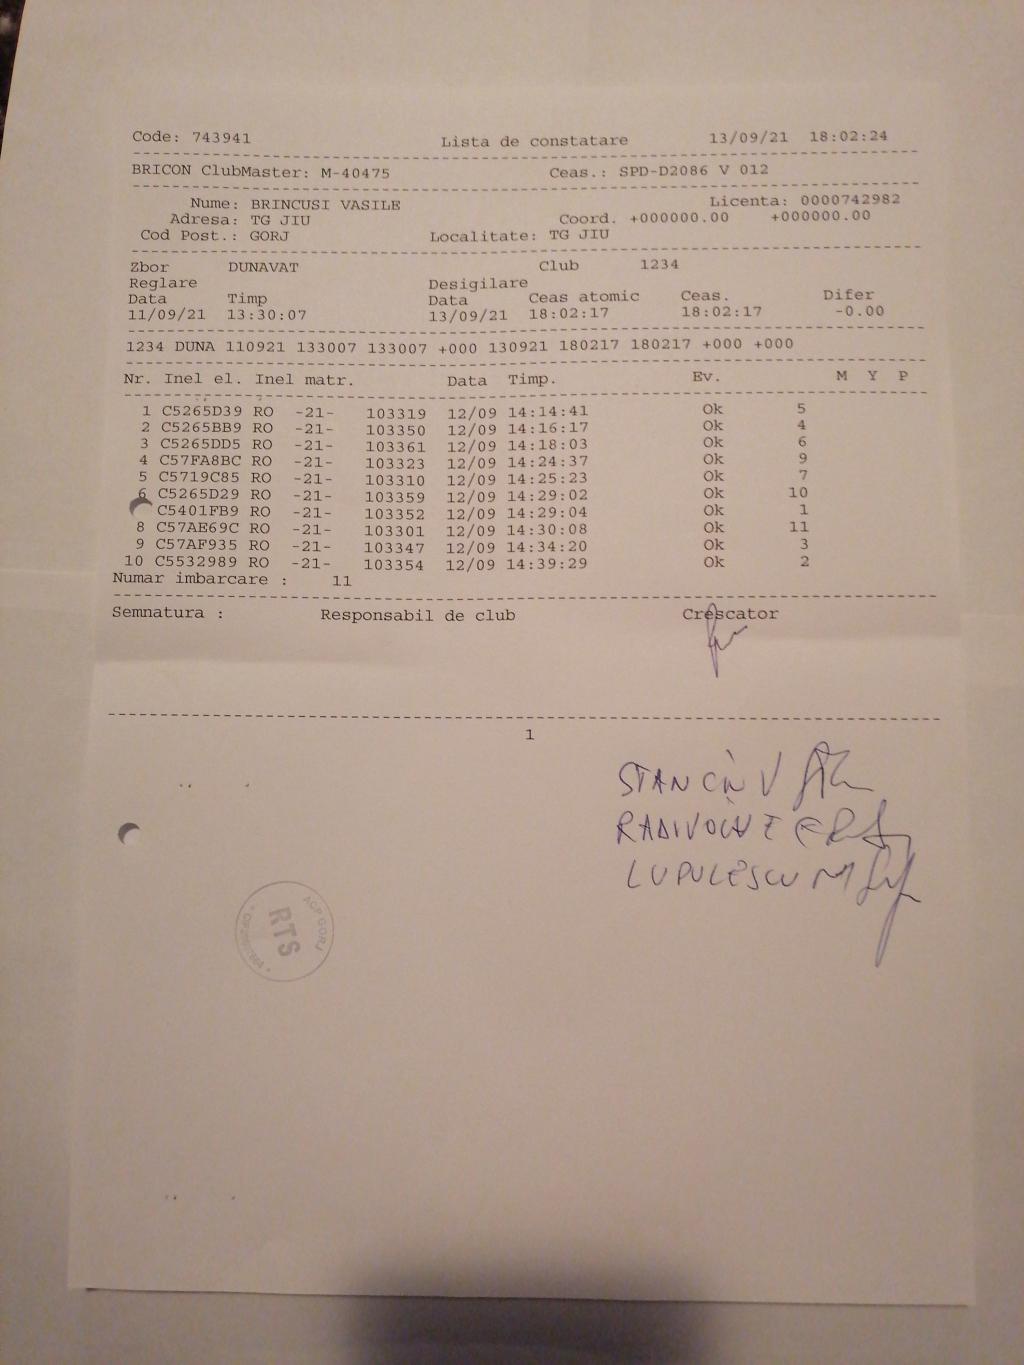 Code: 743941 Lista de constatare 13/09/21 18:02:24
BRICON ClubMaster: M-40475 Ceas.: SPD-D2086 V 012
Nume: BRINCUSI VASILE Licenta: 0000742982
Adresa: TG JIU Coord. +000000.00 +000000.00
Cod Post.: GORJ Localitate: TG JIU
Zbor DUNAVAT Club 1234
Reglare Desigilare
Data Timp Data Ceas atomic Ceas. Difer
11/09/21 13:30:07 13/09/21 18:02:17 18:02:17 -0.00
1234 DUNA 110921 133007 133007 +000 130921 180217 180217 +000 +000
Nr. Inel el. Inel matr. Data Timp. Ev. M Y P
1 C5265D39 RO -21- 103319 12/09 14:14:41 Ok 5
2 C5265BB9 RO -21- 103350 12/09 14:16:17 Ok 4
3 C5265DD5 RO -21- 103361 12/09 14:18:03 Ok 6
4 C57FA8BC RO -21- 103323 12/09 14:24:37 Ok 9
5 C5719C85 RO -21- 103310 12/09 14:25:23 Ok 7
6 C5265D29 RO -21- 103359 12/09 14:29:02 Ok 10
C5401FB9 RO -21- 103352 12/09 14:29:04 Ok 1
8 C57AE69C RO -21- 103301 12/09 14:30:08 Ok 11
9 C57AF935 RO -21- 103347 12/09 14:34:20 Ok 3
10 C5532989 RO -21- 103354 12/09 14:39:29 Ok 2
Numar imbarcare : 11
Semnatura : Responsabil de club Crescator
1
STANCIU V
LUPULESCU M
ACP GORJ
RTS